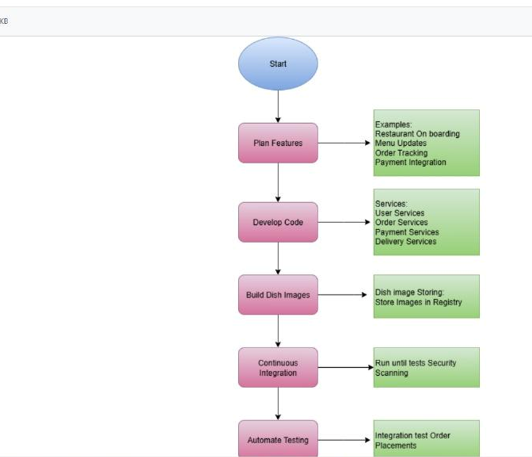 KB
Start
Plan Features
Examples:
Restaurant On boarding
Menu Updates
Order Tracking
Payment Integration
Develop Code
Services:
User Services
Order Services
Payment Services
Delivery Services
Build Dish Images
Dish image Storing:
Store Images in Registry
Continuous
Integration
Run until tests Security
Scanning
Automate Testing
Integration test Order
Placements